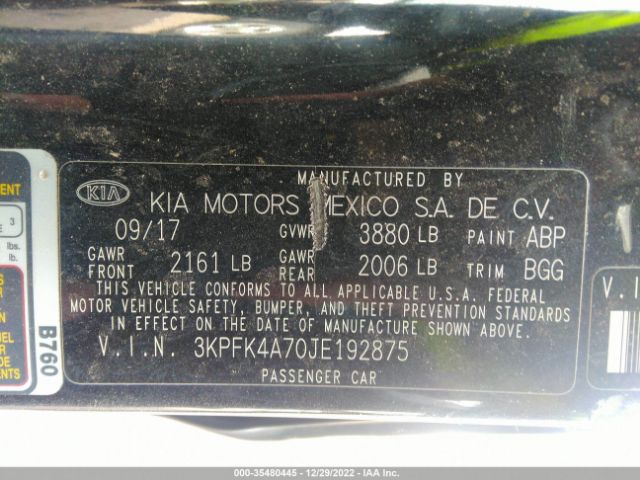 MANUFACTURED BY
KIA KIA MOTORS MEXICO S.A. DE C.V.
09/17 GVWR 3880 LB PAINT ABP
GAWR FRONT 2161 LB GAWR REAR 2006 LB TRIM BGG
THIS VEHICLE CONFORMS TO ALL APPLICABLE U.S.A. FEDERAL
MOTOR VEHICLE SAFETY, BUMPER, AND THEFT PREVENTION STANDARDS
IN EFFECT ON THE DATE OF MANUFACTURE SHOWN ABOVE.
V.I.N. 3KPFK4A70JE192875
PASSENGER CAR
B760
3
lbs.
lb.
V.I
000-35480445 - 12/29/2022 - IAA Inc.